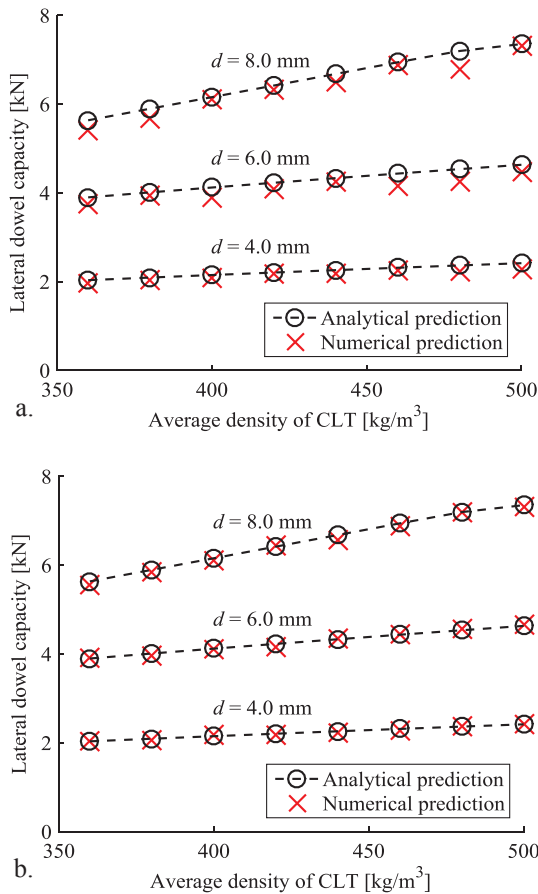 8
6
4
2
0
350
400
450
500
Lateral dowel capacity [kN]
d = 8.0 mm
d = 6.0 mm
d = 4.0 mm
Analytical prediction
Numerical prediction
Average density of CLT [kg/m³]
a.
8
6
4
2
0
350
400
450
500
Lateral dowel capacity [kN]
d = 8.0 mm
d = 6.0 mm
d = 4.0 mm
Analytical prediction
Numerical prediction
Average density of CLT [kg/m³]
b.